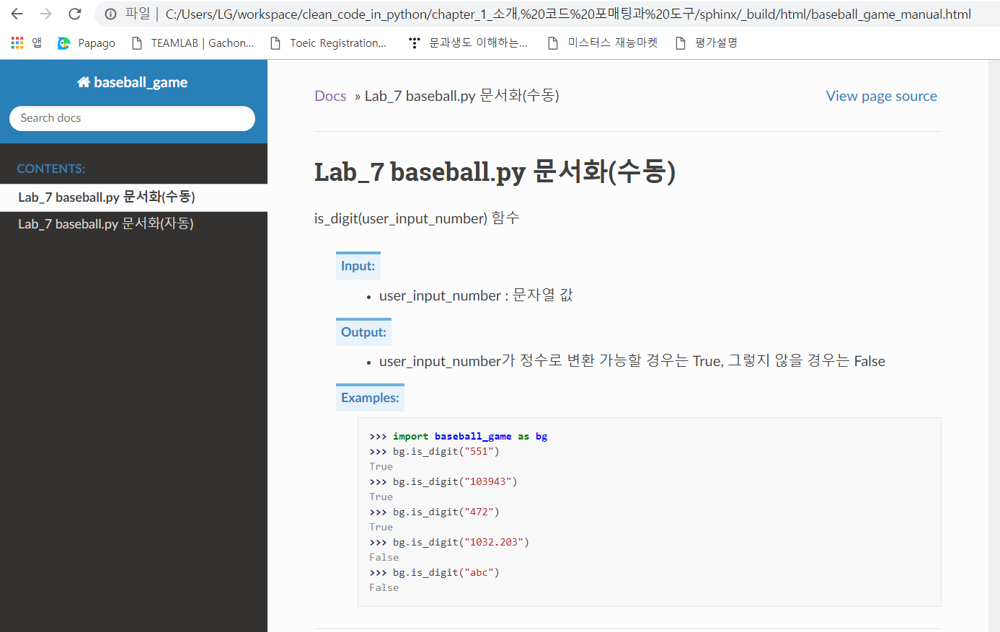 파일 | C:/Users/LG/workspace/clean_code_in_python/chapter_1_소개,%20코드%20포매팅과%20도구/sphinx/_build/html/baseball_game_manual.html
앱 Papago TEAMLAB | Gachon... Toeic Registration... 문과생도 이해하는... 미스터스 재능마켓 평가설명
baseball_game
Search docs
CONTENTS:
Lab_7 baseball.py 문서화(수동)
Lab_7 baseball.py 문서화(자동)
Docs » Lab_7 baseball.py 문서화(수동) View page source
Lab_7 baseball.py 문서화(수동)
is_digit(user_input_number) 함수
Input:
• user_input_number : 문자열 값
Output:
• user_input_number가 정수로 변환 가능할 경우는 True, 그렇지 않을 경우는 False
Examples:
>>> import baseball_game as bg
>>> bg.is_digit("551")
True
>>> bg.is_digit("103943")
True
>>> bg.is_digit("472")
True
>>> bg.is_digit("1032.203")
False
>>> bg.is_digit("abc")
False